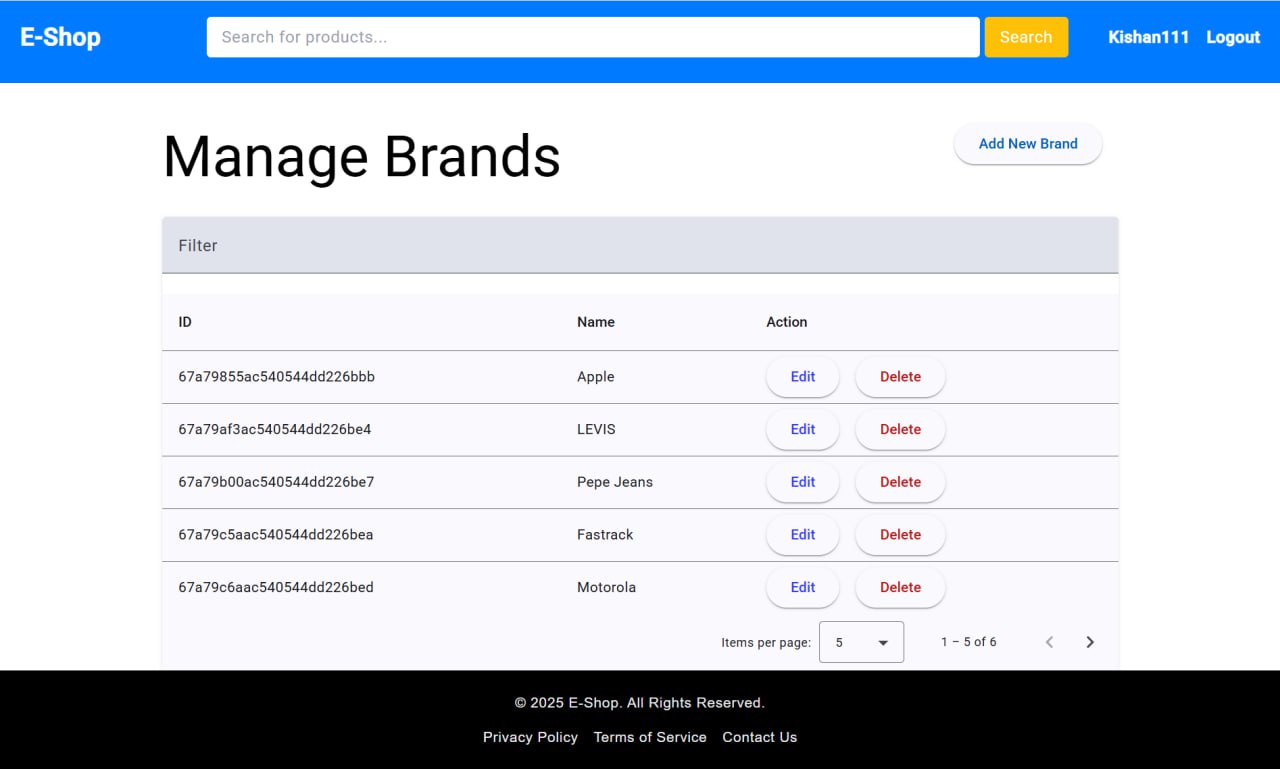 E-Shop Search for products... Search Kishan111 Logout
Manage Brands Add New Brand
Filter
ID Name Action
67a79855ac540544dd226bbb Apple Edit Delete
67a79af3ac540544dd226be4 LEVIS Edit Delete
67a79b00ac540544dd226be7 Pepe Jeans Edit Delete
67a79c5aac540544dd226bea Fastrack Edit Delete
67a79c6aac540544dd226bed Motorola Edit Delete
Items per page: 5 1 – 5 of 6
© 2025 E-Shop. All Rights Reserved.
Privacy Policy Terms of Service Contact Us